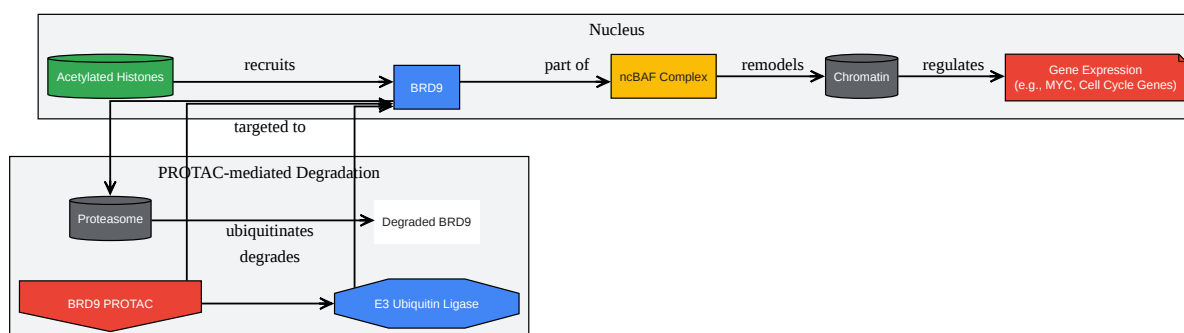 Nucleus
Acetylated Histones
recruits
BRD9
part of
ncBAF Complex
remodels
Chromatin
regulates
Gene Expression
(e.g., MYC, Cell Cycle Genes)
targeted to
PROTAC-mediated Degradation
Proteasome
Degraded BRD9
ubiquitinates
degrades
BRD9 PROTAC
E3 Ubiquitin Ligase